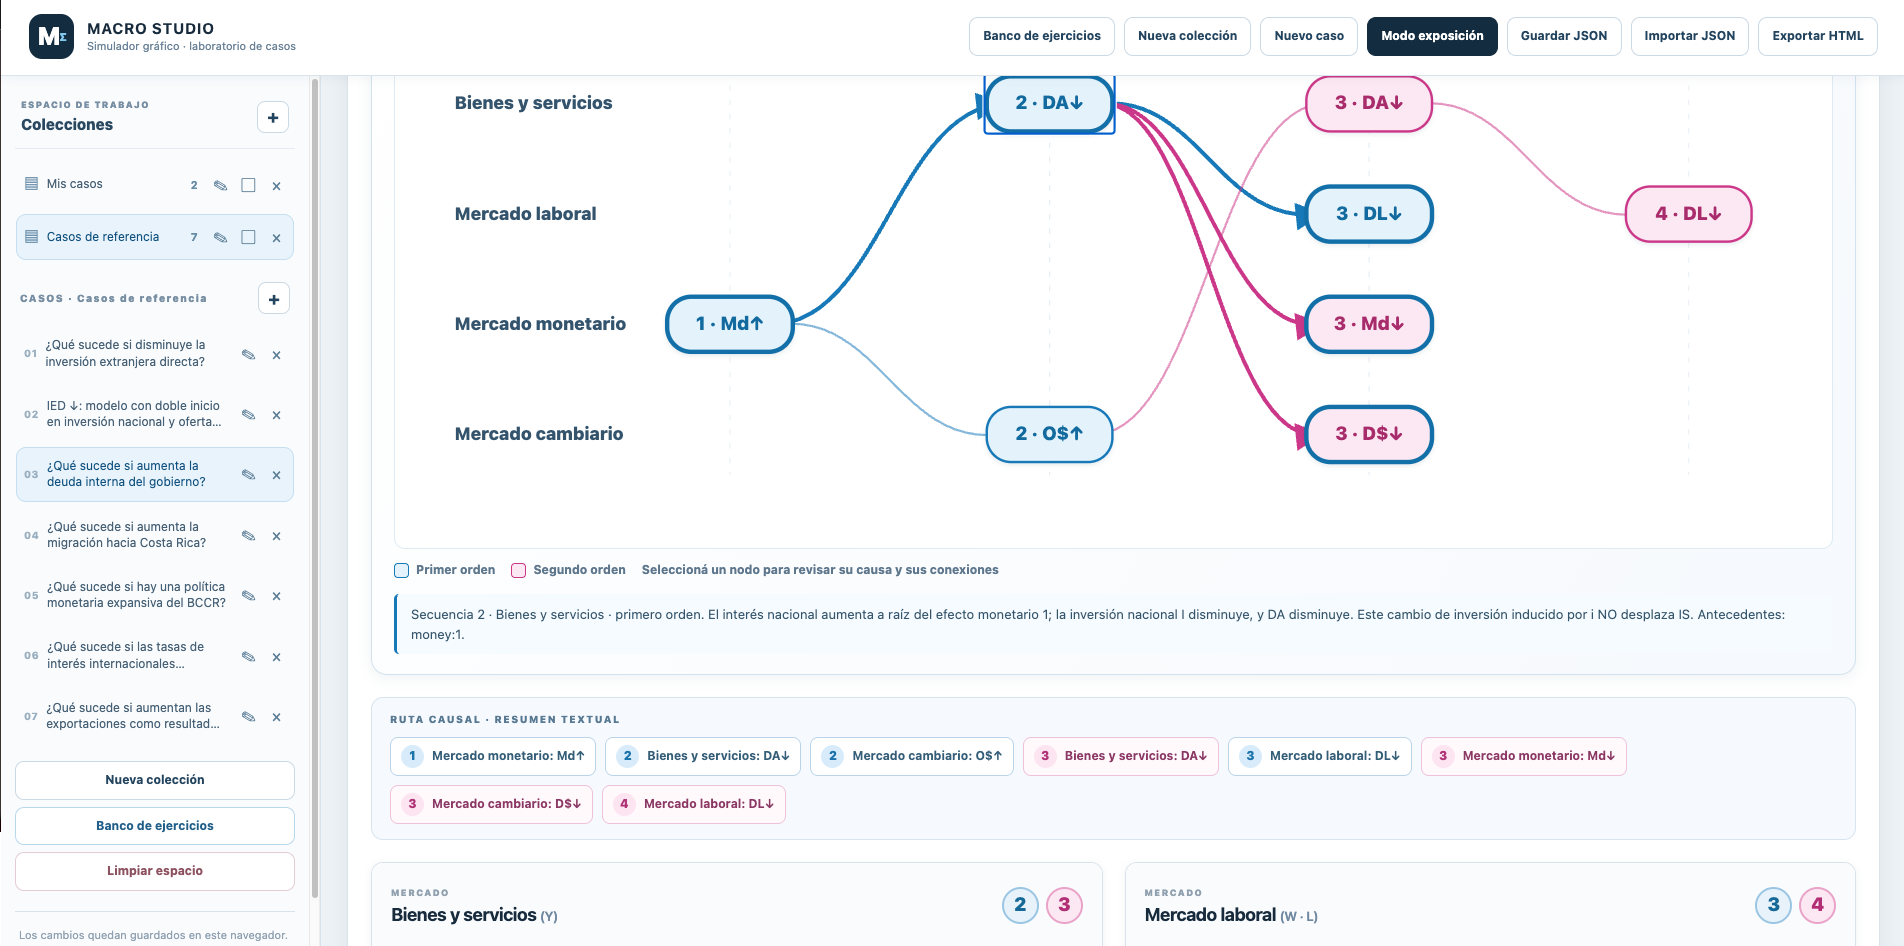 MΣ
MACRO STUDIO
Simulador gráfico · laboratorio de casos
Banco de ejercicios
Nueva colección
Nuevo caso
Modo exposición
Guardar JSON
Importar JSON
Exportar HTML
ESPACIO DE TRABAJO
Colecciones
+
Mis casos 2 ✎ ×
Casos de referencia 7 ✎ ×
CASOS · Casos de referencia
+
01 ¿Qué sucede si disminuye la
inversión extranjera directa? ✎ ×
02 IED ↓: modelo con doble inicio
en inversión nacional y oferta... ✎ ×
03 ¿Qué sucede si aumenta la
deuda interna del gobierno? ✎ ×
04 ¿Qué sucede si aumenta la
migración hacia Costa Rica? ✎ ×
05 ¿Qué sucede si hay una política
monetaria expansiva del BCCR? ✎ ×
06 ¿Qué sucede si las tasas de
interés internacionales... ✎ ×
07 ¿Qué sucede si aumentan las
exportaciones como resultad... ✎ ×
Nueva colección
Banco de ejercicios
Limpiar espacio
Los cambios quedan guardados en este navegador.
Bienes y servicios
2 · DA↓
3 · DA↓
Mercado laboral
3 · DL↓
4 · DL↓
Mercado monetario
1 · Md↑
3 · Md↓
Mercado cambiario
2 · O$↑
3 · D$↓
Primer orden
Segundo orden
Seleccioná un nodo para revisar su causa y sus conexiones
Secuencia 2 · Bienes y servicios · primero orden. El interés nacional aumenta a raíz del efecto monetario 1; la inversión nacional I disminuye, y DA disminuye. Este cambio de inversión inducido por i NO desplaza IS. Antecedentes:
money:1.
RUTA CAUSAL · RESUMEN TEXTUAL
1 Mercado monetario: Md↑
2 Bienes y servicios: DA↓
2 Mercado cambiario: O$↑
3 Bienes y servicios: DA↓
3 Mercado laboral: DL↓
3 Mercado monetario: Md↓
3 Mercado cambiario: D$↓
4 Mercado laboral: DL↓
MERCADO
Bienes y servicios (Y)
2 3
MERCADO
Mercado laboral (W · L)
3 4